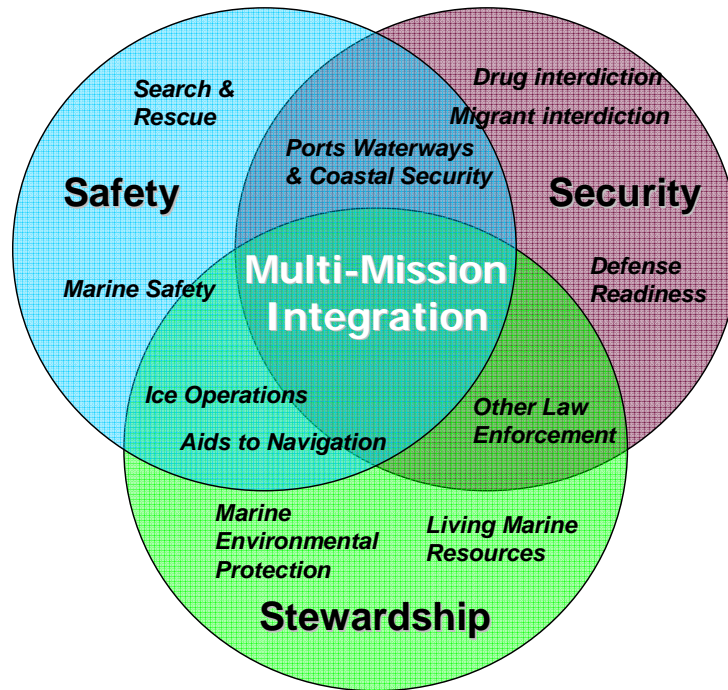 Search &
Rescue
Drug interdiction
Migrant interdiction
Ports Waterways
& Coastal Security
Safety
Security
Multi-Mission
Integration
Defense
Readiness
Marine Safety
Ice Operations
Aids to Navigation
Other Law
Enforcement
Marine
Environmental
Protection
Living Marine
Resources
Stewardship